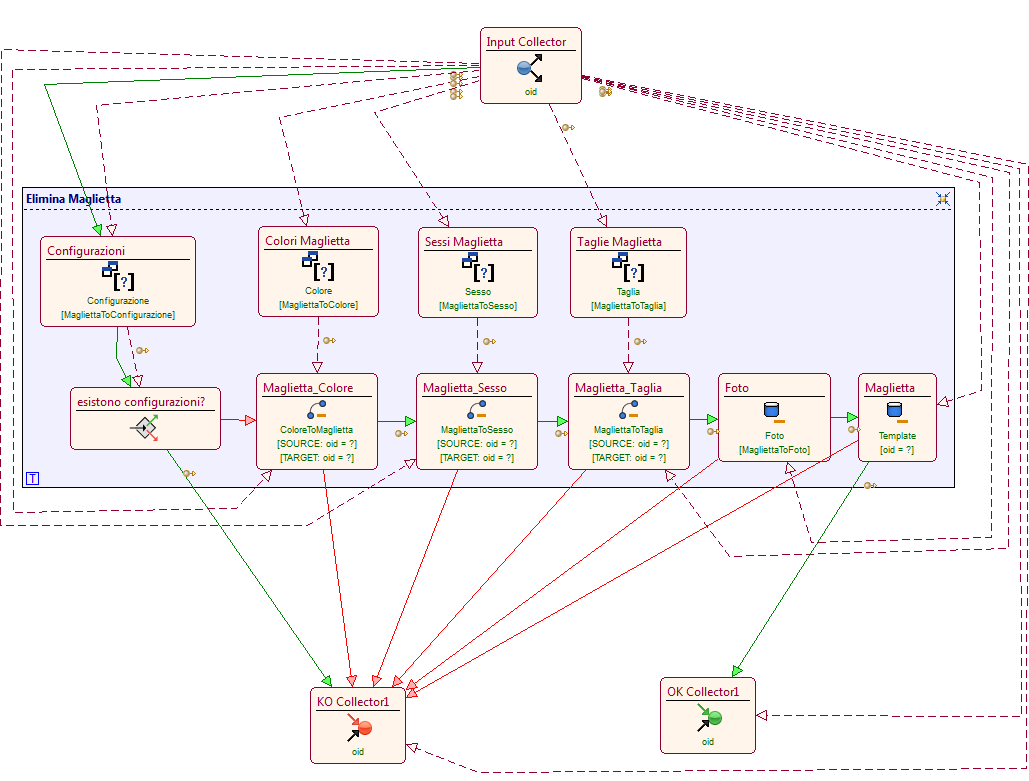 Input Collector
oid
Elimina Maglietta
Configurazioni
[?]
Configurazione
[MagliettaToConfigurazione]
Colori Maglietta
[?]
Colore
[MagliettaToColore]
Sessi Maglietta
[?]
Sesso
[MagliettaToSesso]
Taglie Maglietta
[?]
Taglia
[MagliettaToTaglia]
esistono configurazioni?
Maglietta_Colore
ColoreToMaglietta
[SOURCE: oid = ?]
[TARGET: oid = ?]
Maglietta_Sesso
MagliettaToSesso
[SOURCE: oid = ?]
[TARGET: oid = ?]
Maglietta_Taglia
MagliettaToTaglia
[SOURCE: oid = ?]
[TARGET: oid = ?]
Foto
Foto
[MagliettaToFoto]
Maglietta
Template
[oid = ?]
T
KO Collector1
oid
OK Collector1
oid